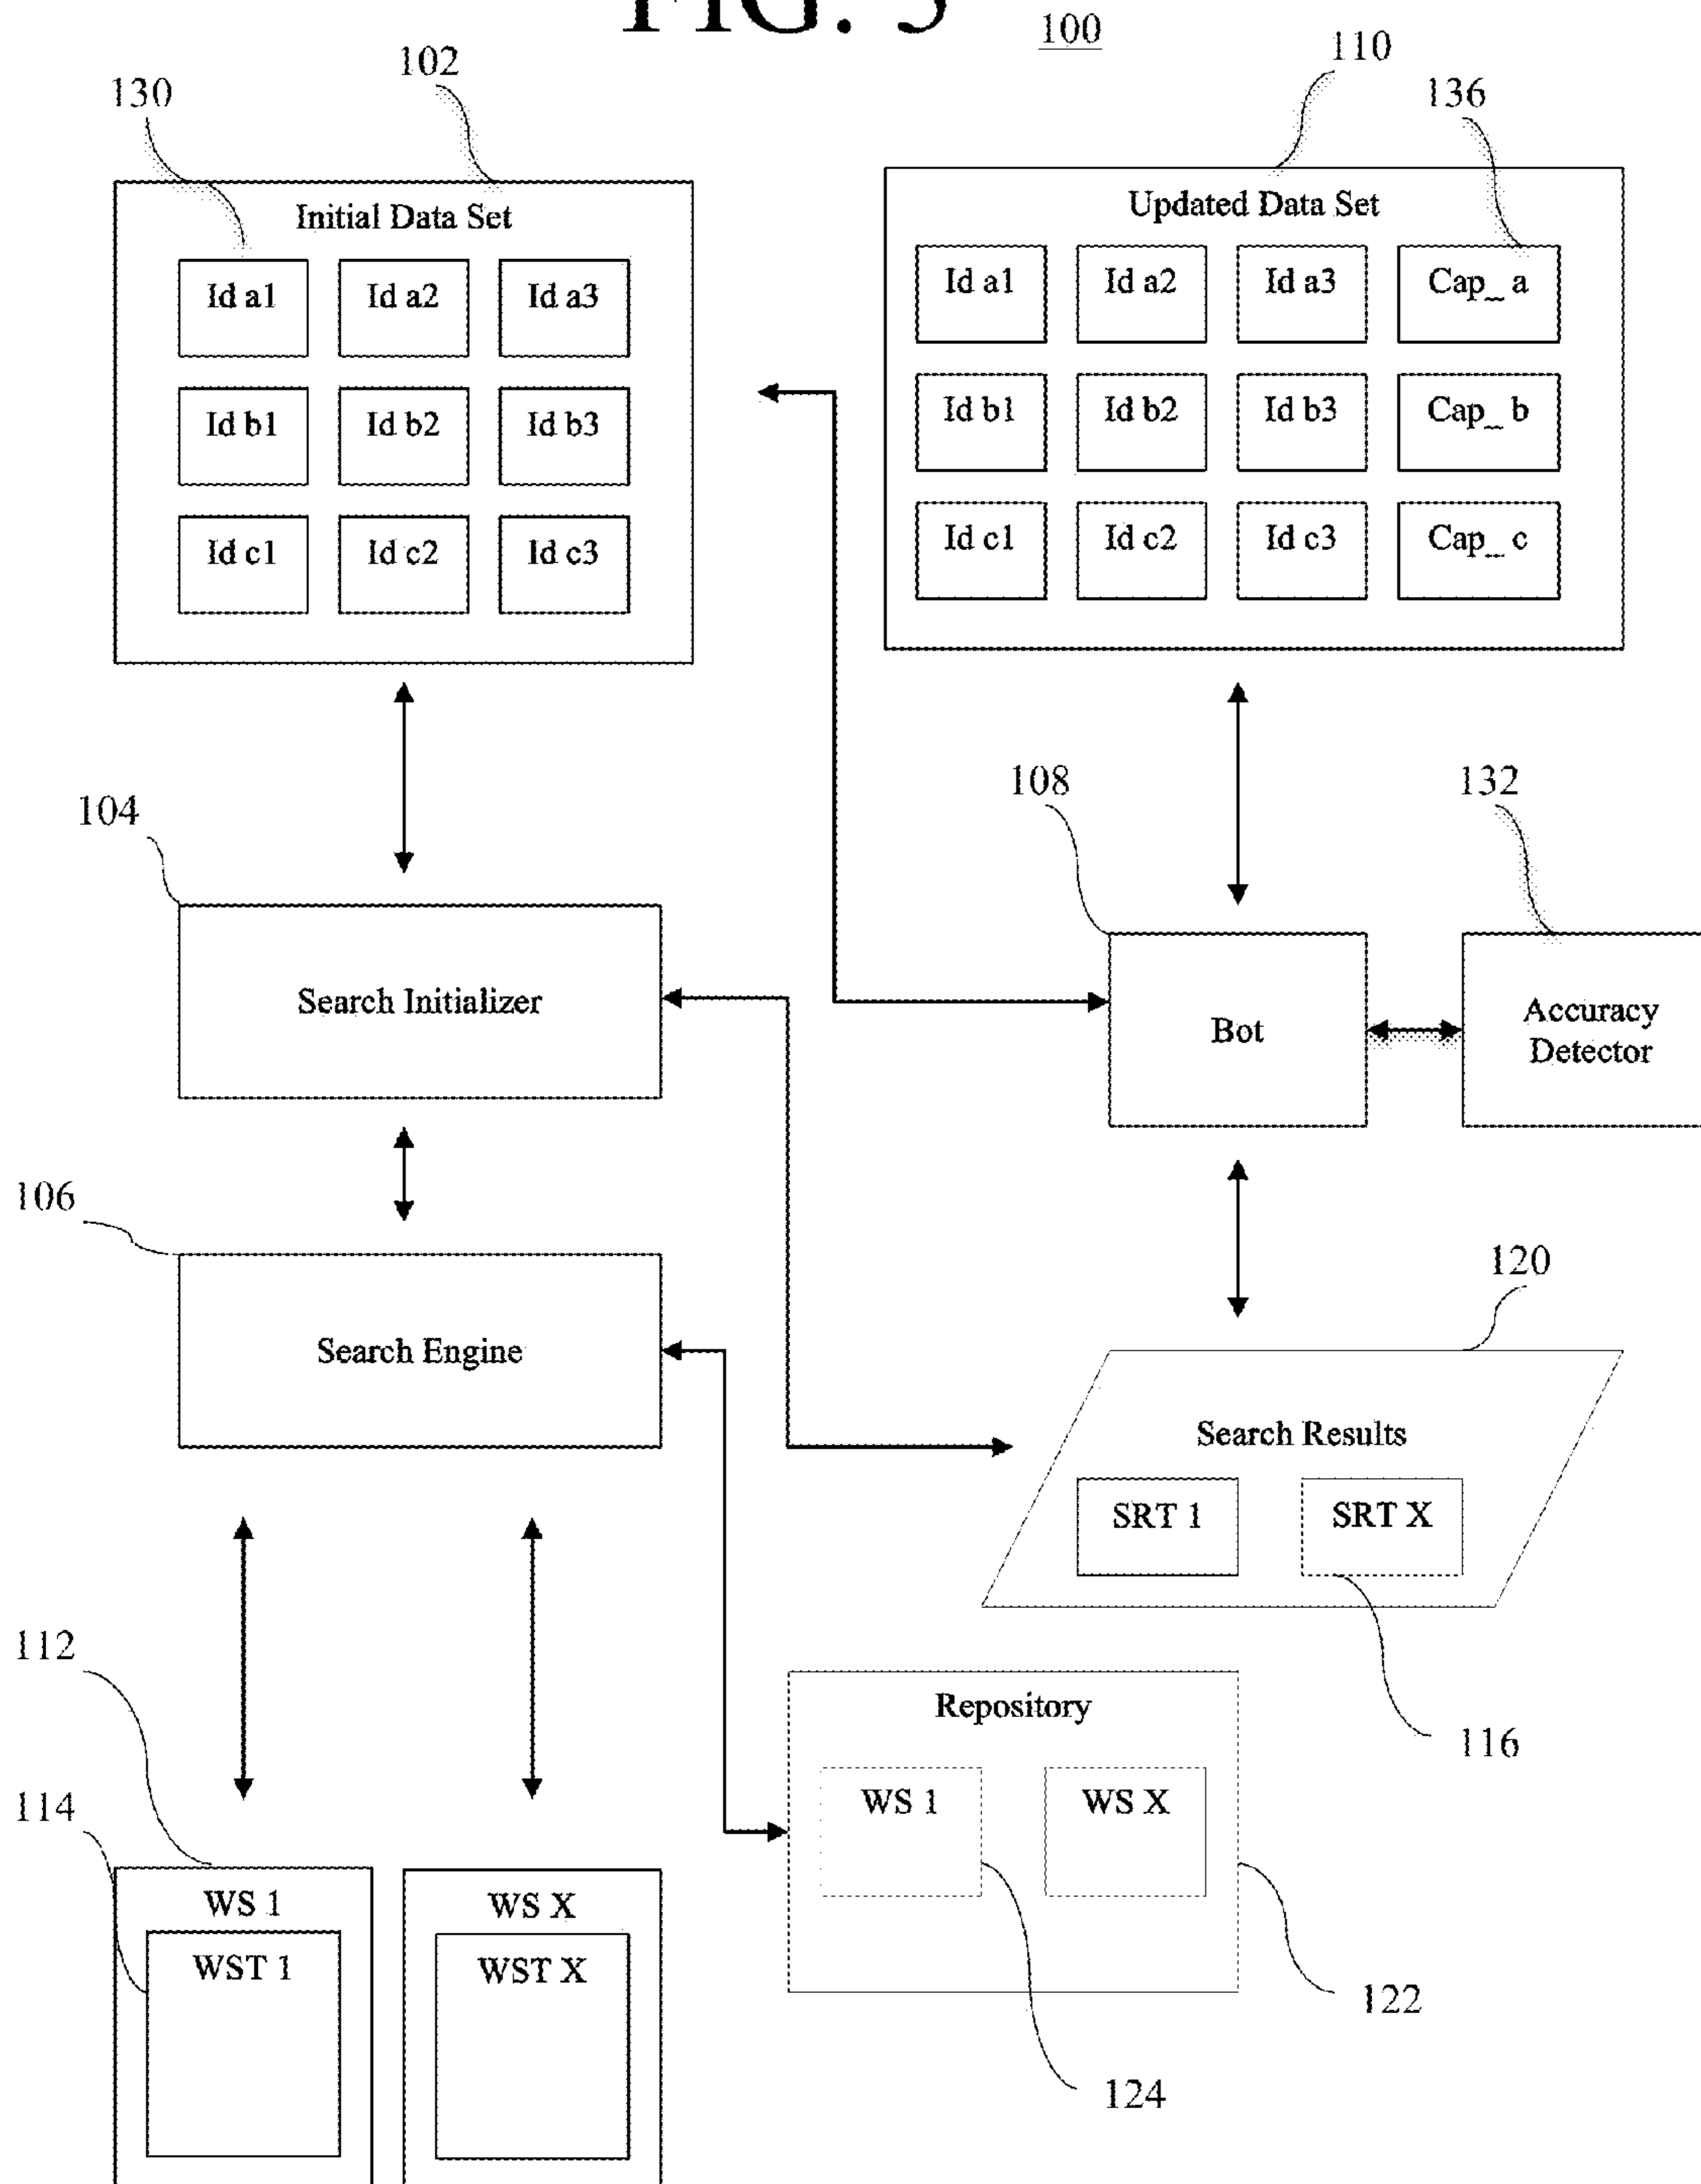 FIG. 5
100
102
110
130
136
Initial Data Set
Updated Data Set
Id a1 Id a2 Id a3
Id a1 Id a2 Id a3 Cap_ a
Id b1 Id b2 Id b3
Id b1 Id b2 Id b3 Cap_ b
Id c1 Id c2 Id c3
Id c1 Id c2 Id c3 Cap_ c
108
132
104
Search Initializer
Bot
Accuracy
Detector
106
120
Search Engine
Search Results
SRT 1 SRT X
112
116
Repository
114
WS 1 WS X
WS 1
WS X
WST 1
WST X
122
124